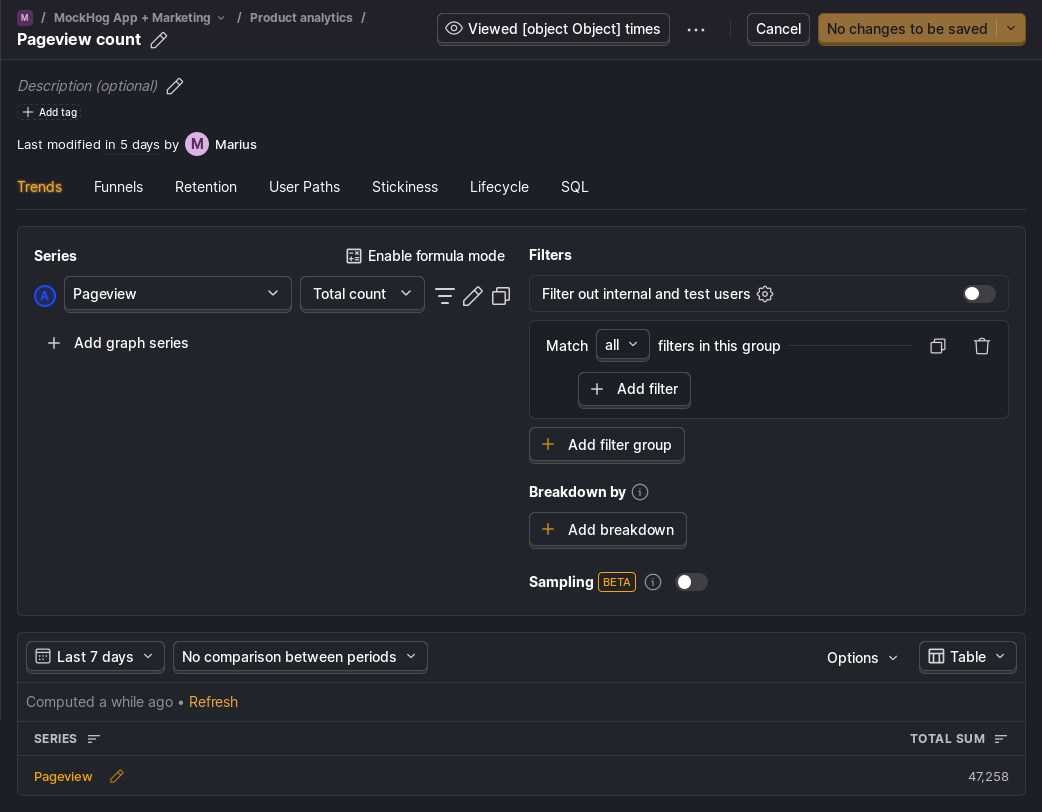 M / MockHog App + Marketing / Product analytics /
Pageview count
Viewed [object Object] times
Cancel
No changes to be saved
Description (optional)
Add tag
Last modified in 5 days by M Marius
Trends Funnels Retention User Paths Stickiness Lifecycle SQL
Series
Enable formula mode
A Pageview Total count
Add graph series
Filters
Filter out internal and test users
Match all filters in this group
Add filter
Add filter group
Breakdown by
Add breakdown
Sampling BETA
Last 7 days No comparison between periods Options Table
Computed a while ago • Refresh
SERIES TOTAL SUM
Pageview 47,258